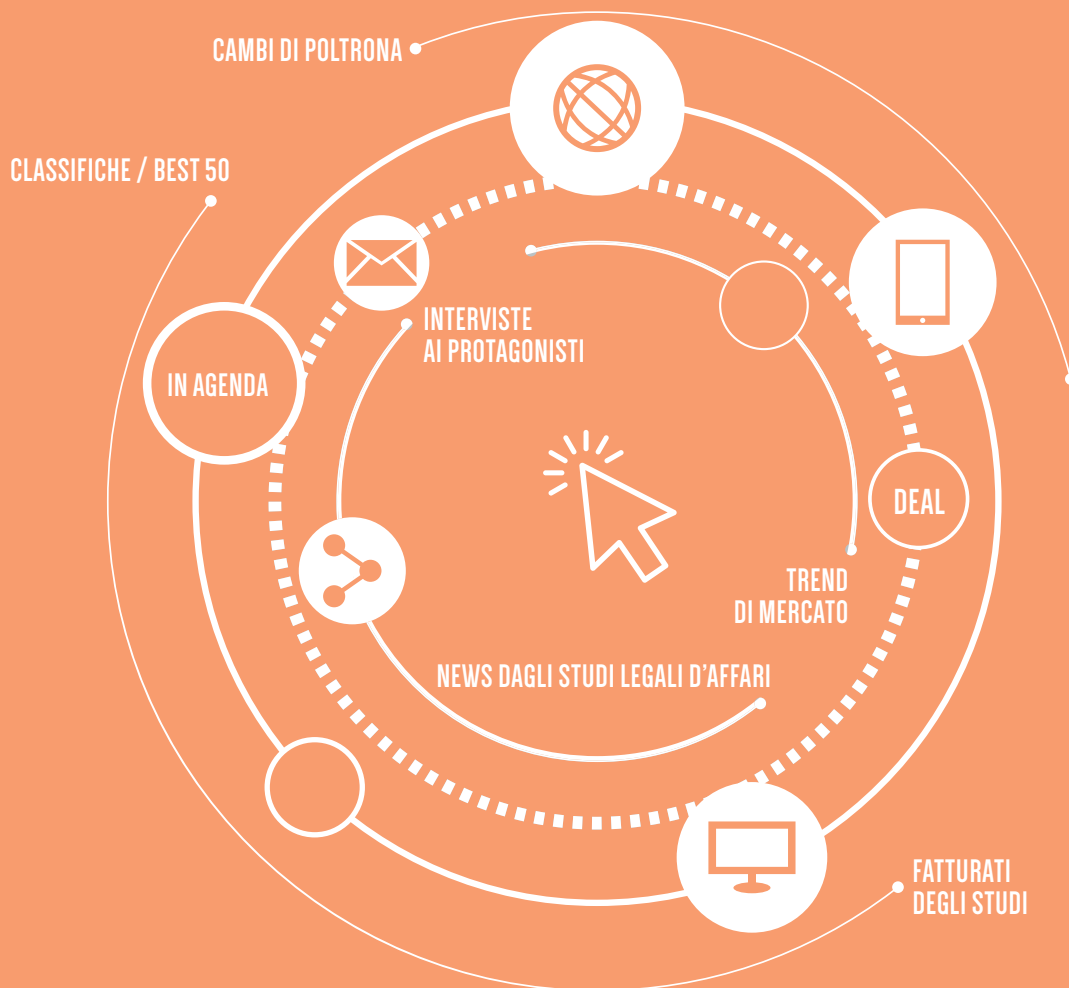 CAMBI DI POLTRONA
CLASSIFICHE / BEST 50
INTERVISTE
AI PROTAGONISTI
IN AGENDA
DEAL
TREND
DI MERCATO
NEWS DAGLI STUDI LEGALI D’AFFARI
FATTURATI
DEGLI STUDI